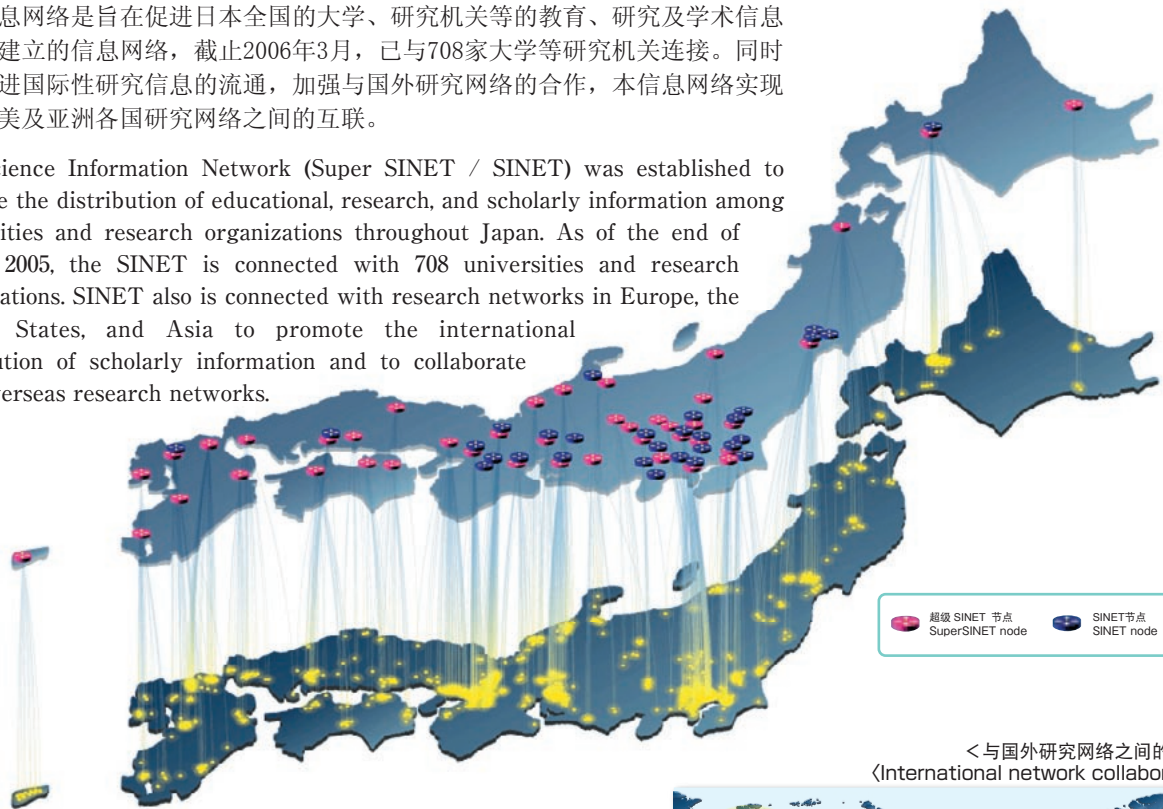 息网络是旨在促进日本全国的大学、研究机关等的教育、研究及学术信息
建立的信息网络，截止2006年3月，已与708家大学等研究机关连接。同时
进国际性研究信息的流通，加强与国外研究网络的合作，本信息网络实现
美及亚洲各国研究网络之间的互联。
cience Information Network (Super SINET / SINET) was established to
e the distribution of educational, research, and scholarly information among
ities and research organizations throughout Japan. As of the end of
2005, the SINET is connected with 708 universities and research
ations. SINET also is connected with research networks in Europe, the
States, and Asia to promote the international
ution of scholarly information and to collaborate
verseas research networks.
超级 SINET 节点
SuperSINET node
SINET节点
SINET node
<与国外研究网络之间的
〈International network collabor